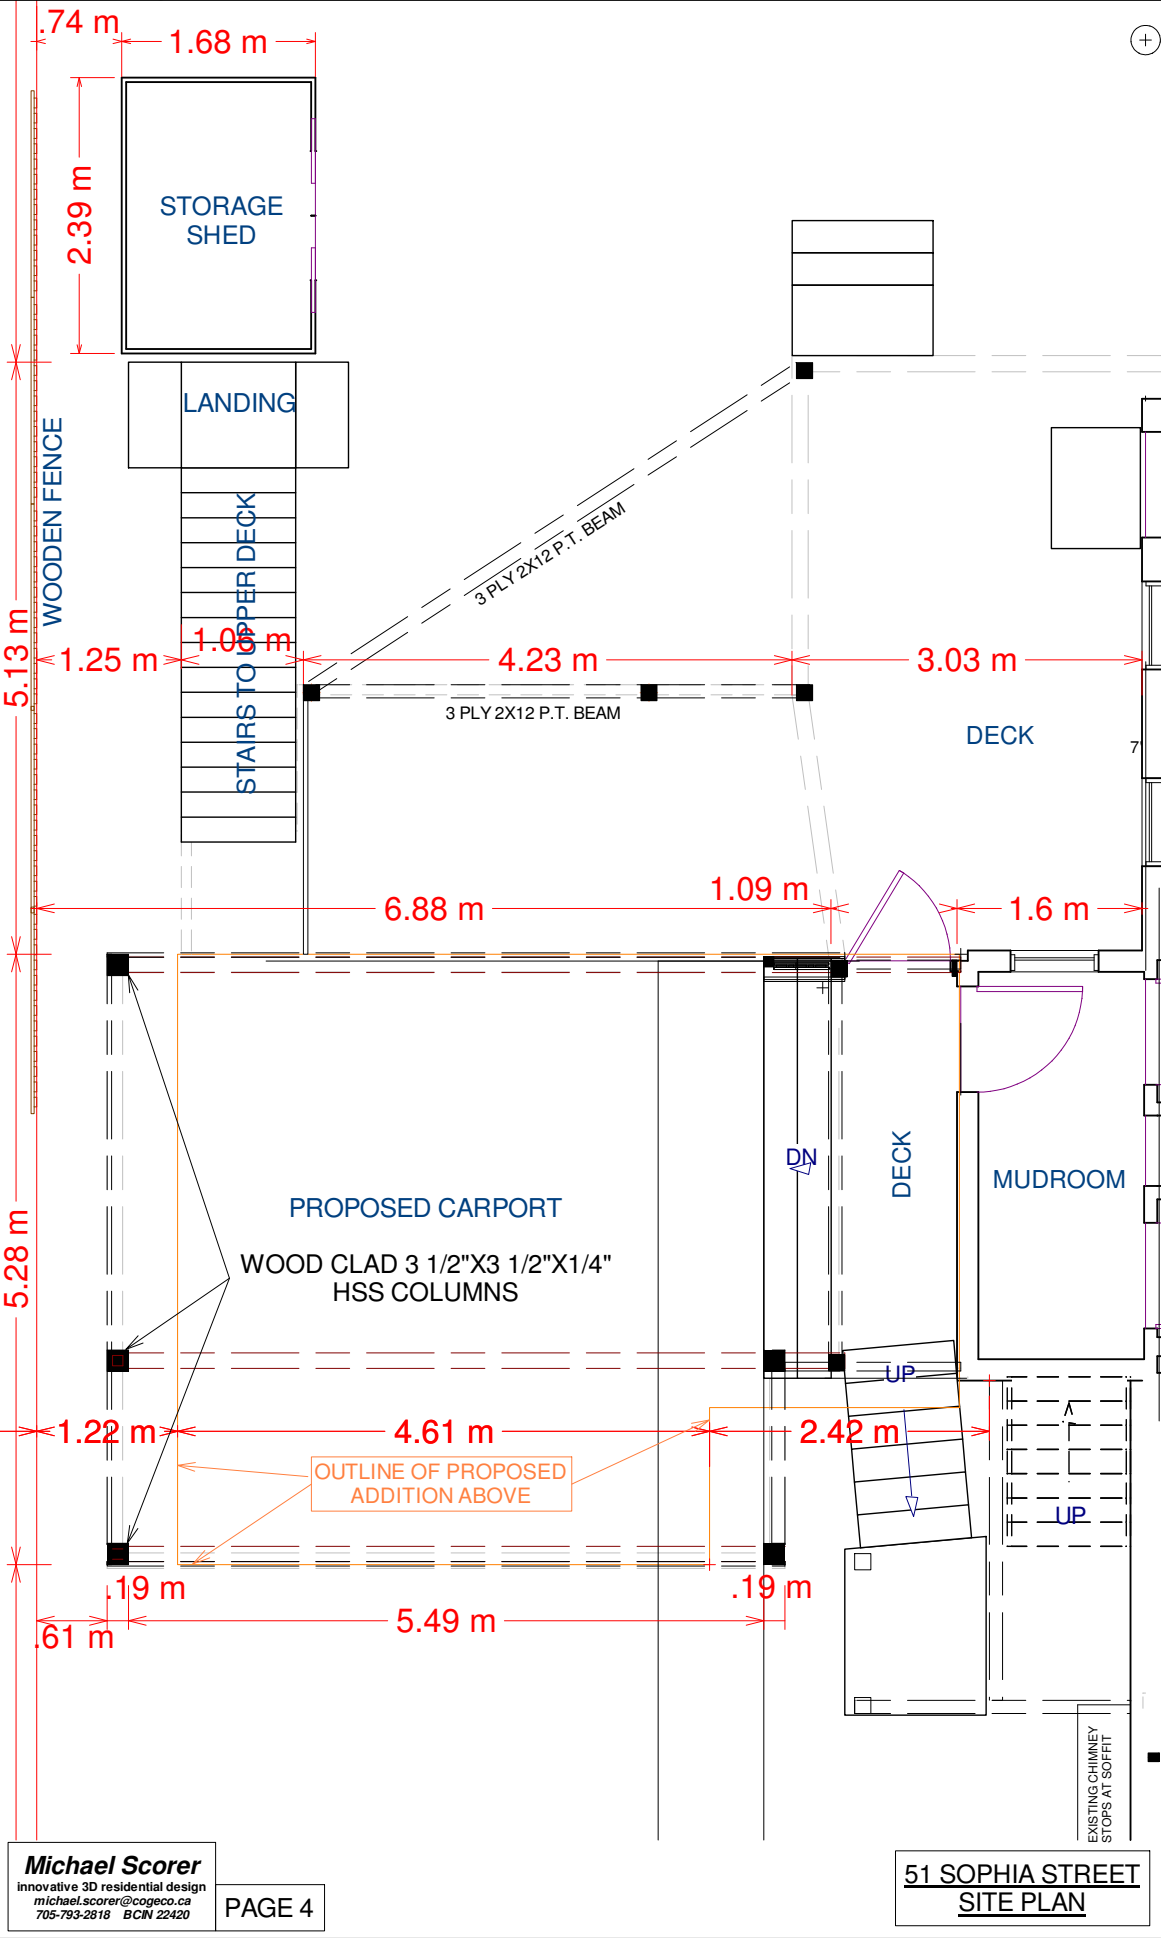 .74 m
1.68 m
2.39 m
STORAGE
SHED
LANDING
WOODEN FENCE
STAIRS TO UPPER DECK
3 PLY 2X12 P.T. BEAM
5.13 m
1.25 m
1.06 m
4.23 m
3.03 m
3 PLY 2X12 P.T. BEAM
DECK
7'
6.88 m
1.09 m
1.6 m
DN
DECK
MUDROOM
PROPOSED CARPORT
WOOD CLAD 3 1/2"X3 1/2"X1/4"
HSS COLUMNS
5.28 m
UP
1.22 m
4.61 m
2.42 m
OUTLINE OF PROPOSED
ADDITION ABOVE
UP
.19 m
.19 m
.61 m
5.49 m
EXISTING CHIMNEY
STOPS AT SOFFIT
Michael Scorer
innovative 3D residential design
michael.scorer@cogeco.ca
705-793-2818 BCIN 22420
PAGE 4
51 SOPHIA STREET
SITE PLAN